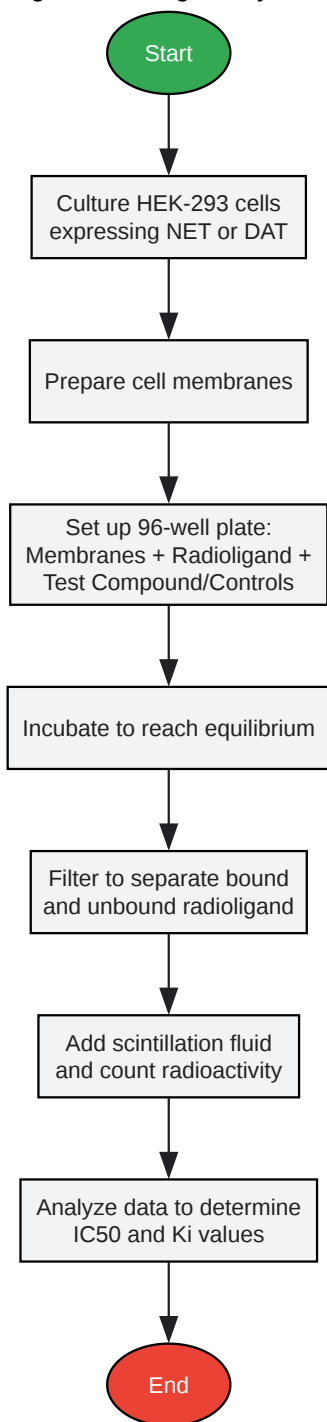 Start
Culture HEK-293 cells
expressing NET or DAT
Prepare cell membranes
Set up 96-well plate:
Membranes + Radioligand +
Test Compound/Controls
Incubate to reach equilibrium
Filter to separate bound
and unbound radioligand
Add scintillation fluid
and count radioactivity
Analyze data to determine
IC50 and Ki values
End